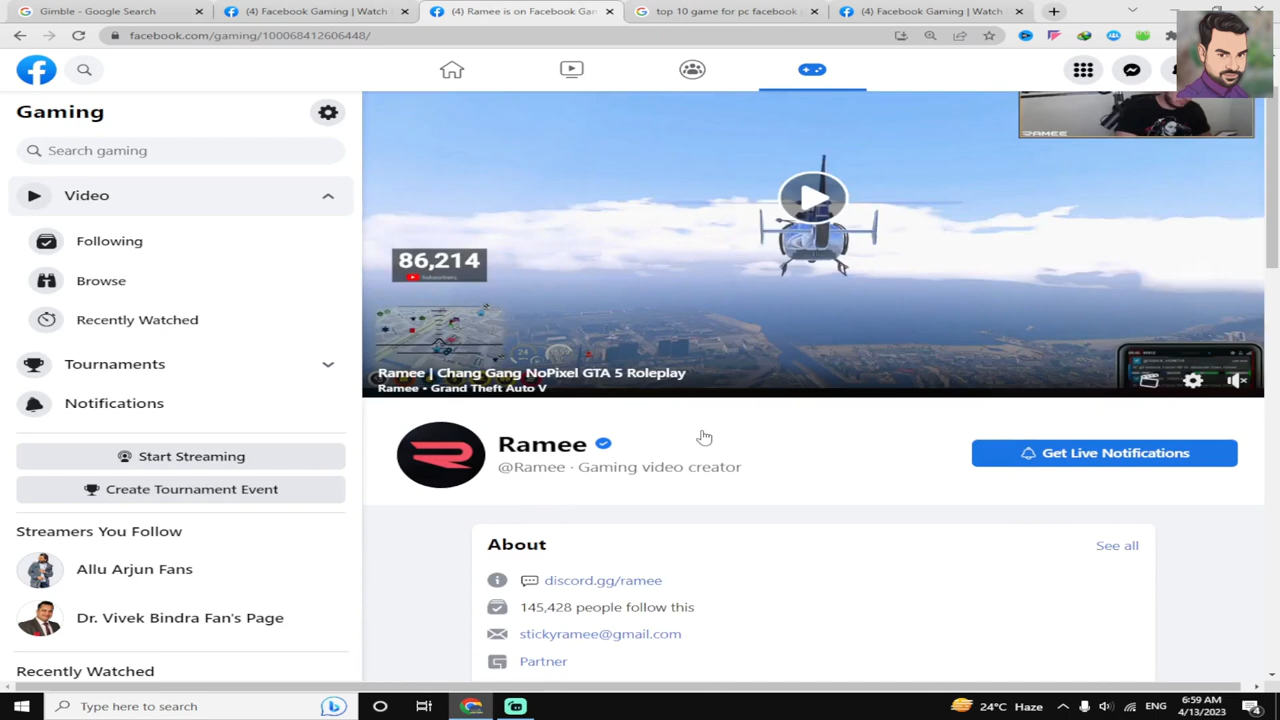 Gimble - Google Search
(4) Facebook Gaming | Watch
(4) Ramee is on Facebook Gam
top 10 game for pc facebook
(4) Facebook Gaming | Watch
facebook.com/gaming/100068412606448/
Gaming
Search gaming
Video
Following
Browse
Recently Watched
Tournaments
Notifications
Start Streaming
Create Tournament Event
Streamers You Follow
Allu Arjun Fans
Dr. Vivek Bindra Fan's Page
Recently Watched
RAMEE
86,214
Subscribers
Ramee | Chang Gang NoPixel GTA 5 Roleplay
Ramee • Grand Theft Auto V
Ramee
@Ramee · Gaming video creator
Get Live Notifications
About
See all
discord.gg/ramee
145,428 people follow this
stickyramee@gmail.com
Partner
Type here to search
24°C Haze
ENG
6:59 AM
4/13/2023
4